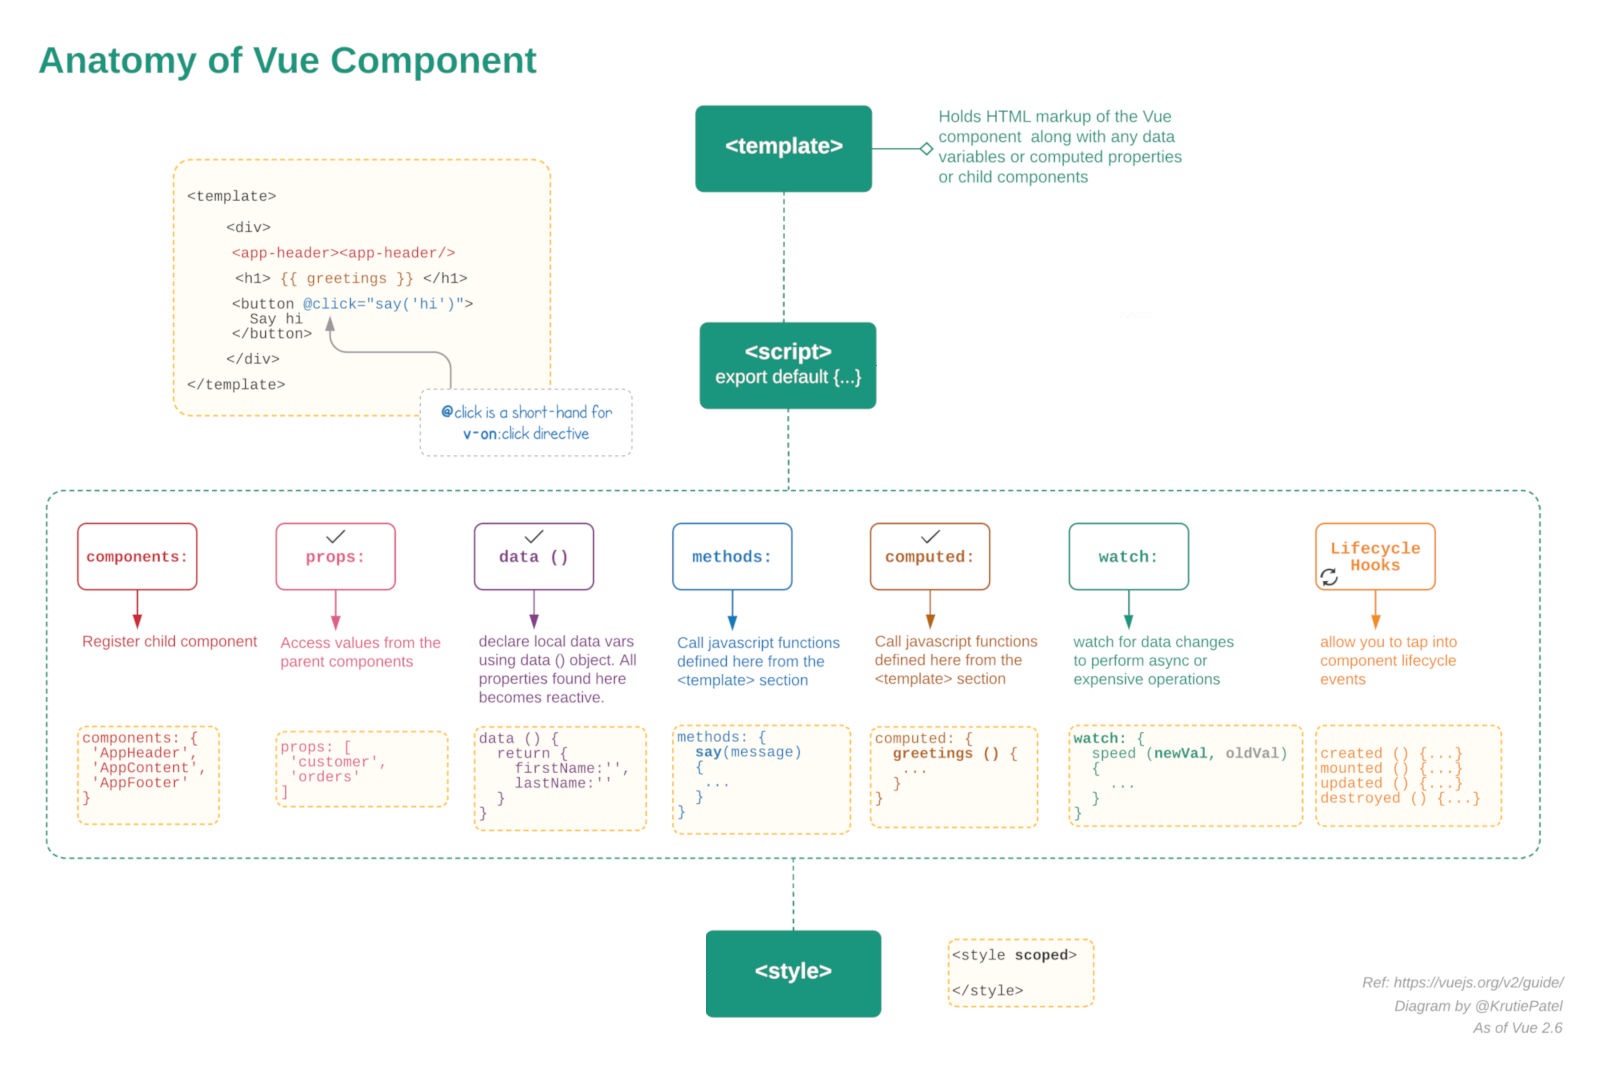 Anatomy of Vue Component
<template>
Holds HTML markup of the Vue
component along with any data
variables or computed properties
or child components
<template>
<div>
<app-header><app-header/>
<h1> {{ greetings }} </h1>
<button @click="say('hi')">
Say hi
</button>
</div>
</template>
@click is a short-hand for
v-on:click directive
<script>
export default {...}
components:
Register child component
components: {
'AppHeader',
'AppContent',
'AppFooter'
}
props:
Access values from the
parent components
props: [
'customer',
'orders'
]
data ()
declare local data vars
using data () object. All
properties found here
becomes reactive.
data () {
return {
firstName:'',
lastName:''
}
}
methods:
Call javascript functions
defined here from the
<template> section
methods: {
say(message)
{
...
}
}
computed:
Call javascript functions
defined here from the
<template> section
computed: {
greetings () {
...
}
}
watch:
watch for data changes
to perform async or
expensive operations
watch: {
speed (newVal, oldVal)
{
...
}
}
Lifecycle
Hooks
allow you to tap into
component lifecycle
events
created () {...}
mounted () {...}
updated () {...}
destroyed () {...}
<style>
<style scoped>
</style>
Ref: https://vuejs.org/v2/guide/
Diagram by @KrutiePatel
As of Vue 2.6